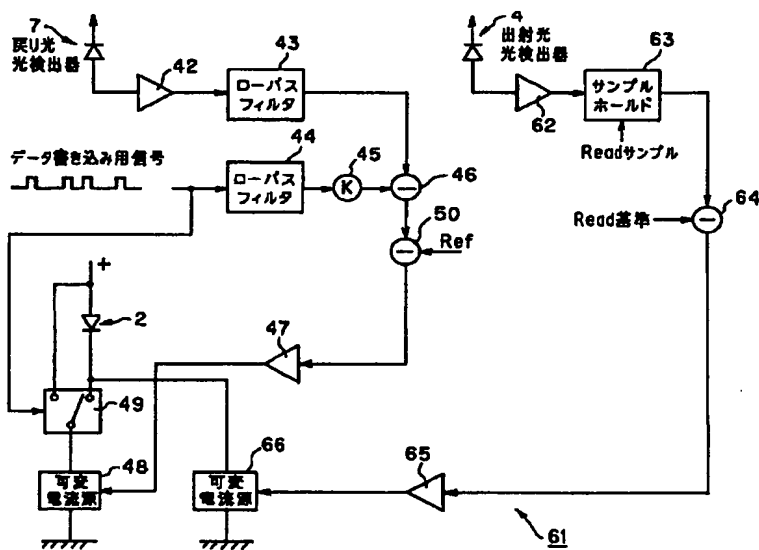 7
戻り光
光検出器
42
43
ローパス
フィルタ
4
出射光
光検出器
62
63
サンプル
ホールド
Readサンプル
データ書き込み用信号
44
ローパス
フィルタ
45
K
46
50
Ref
Read基準
64
+
2
47
49
48
可変
電流源
66
可変
電流源
65
61